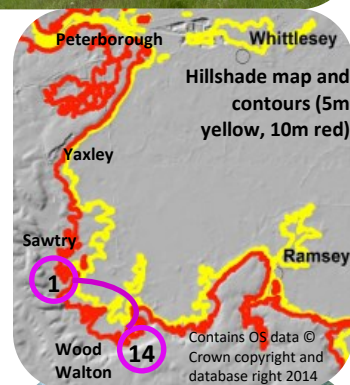 Peterborough
Whittlesey
Hillshade map and
contours (5m
yellow, 10m red)
Yaxley
Sawtry
Ramsey
1
14
Wood
Walton
Contains OS data ©
Crown copyright and
database right 2014